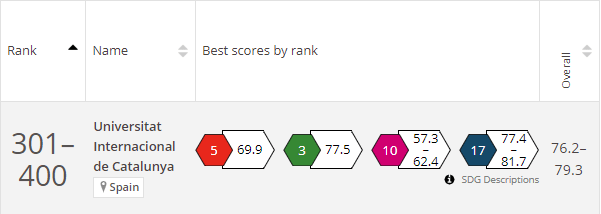 Rank
Name
Best scores by rank
Overall
301–
400
Universitat
Internacional
de Catalunya
Spain
5
69.9
3
77.5
10
57.3
–
62.4
17
77.4
–
81.7
SDG Descriptions
76.2–
79.3